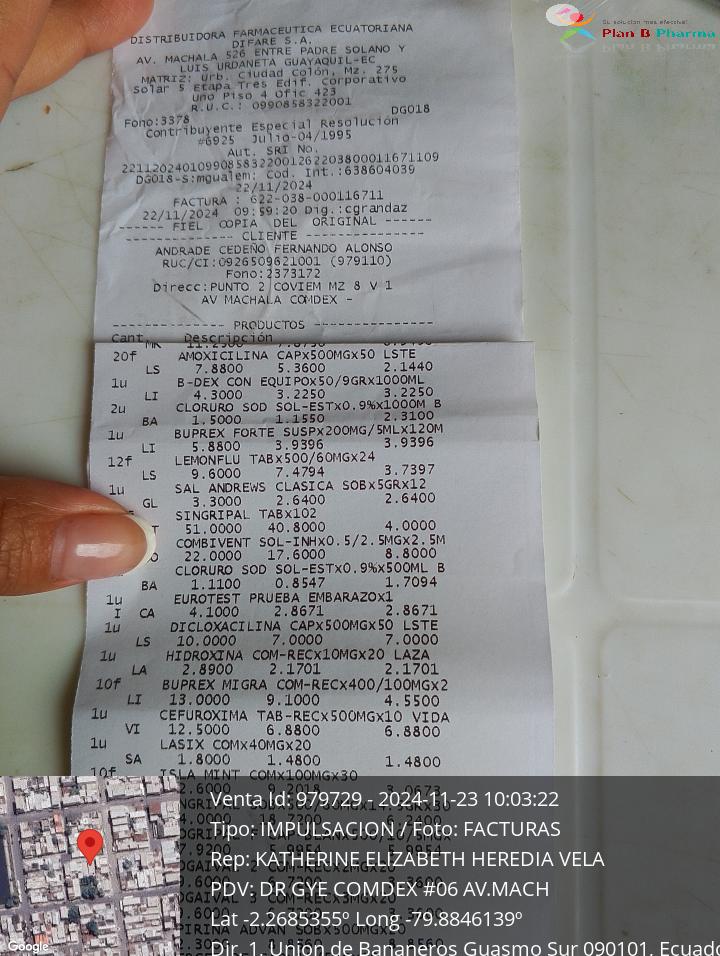 Su solucion mas efectiva!
Plan B Pharma
DISTRIBUIDORA FARMACEUTICA ECUATORIANA
DIFARE S.A.
AV. MACHALA 526 ENTRE PADRE SOLANO Y
LUIS URDANETA GUAYAQUIL-EC
MATRIZ: Urb. Ciudad Colón, Mz. 275
Solar 5 Etapa Tres Edif. Corporativo
Uno Piso 4 Ofic 423
R.U.C.: 0990858322001
DG018
Fono:3378
Contribuyente Especial Resolución
#6925 Julio-04/1995
Aut. SRI No.
2211202401099085832200126220380001167 1109
DG018-S:mgualem: Cod. Int.:638604039
22/11/2024
FACTURA : 622-038-000116711
22/11/2024 09:59:20 Dig.:cgrandaz
------ FIEL COPIA DEL ORIGINAL ------
-------------- CLIENTE --------------
ANDRADE CEDEÑO FERNANDO ALONSO
RUC/CI:0926509621001 (979110)
Fono:2373172
Direcc:PUNTO 2 COVIEM MZ 8 V 1
AV MACHALA COMDEX -
-------------- PRODUCTOS --------------
Cant. Descripción
20f AMOXICILINA CAPx500MGx50 LSTE
LS 7.8800 5.3600 2.1440
1u B-DEX CON EQUIPOx50/9GRx1000ML
LI 4.3000 3.2250 3.2250
2u CLORURO SOD SOL-ESTx0.9%x1000M B
BA 1.5000 1.1550 2.3100
1u BUPREX FORTE SUSPx200MG/5MLx120M
LI 5.8800 3.9396 3.9396
12f LEMONFLU TABx500/60MGx24
LS 9.6000 7.4794 3.7397
1u SAL ANDREWS CLASICA SOBx5GRx12
GL 3.3000 2.6400 2.6400
SINGRIPAL TABx102
51.0000 40.8000 4.0000
COMBIVENT SOL-INHx0.5/2.5MGx2.5M
22.0000 17.6000 8.8000
CLORURO SOD SOL-ESTx0.9%x500ML B
BA 1.1100 0.8547 1.7094
1u EUROTEST PRUEBA EMBARAZOx1
I CA 4.1000 2.8671 2.8671
1u DICLOXACILINA CAPx500MGx50 LSTE
LS 10.0000 7.0000 7.0000
1u HIDROXINA COM-RECx10MGx20 LAZA
LA 2.8900 2.1701 2.1701
10f BUPREX MIGRA COM-RECx400/100MGx2
LI 13.0000 9.1000 4.5500
1u CEFUROXIMA TAB-RECx500MGx10 VIDA
VI 12.5000 6.8800 6.8800
1u LASIX COMx40MGx20
SA 1.8000 1.4800 1.4800
10f ISLA MINT COMx100MGx30
Venta Id: 979729 - 2024-11-23 10:03:22
Tipo: IMPULSACION / Foto: FACTURAS
Rep: KATHERINE ELIZABETH HEREDIA VELA
PDV: DR GYE COMDEX #06 AV.MACH
Lat -2.2685355º Long -79.8846139º
Dir. 1, Unión de Bananeros Guasmo Sur 090101, Ecuado
Google